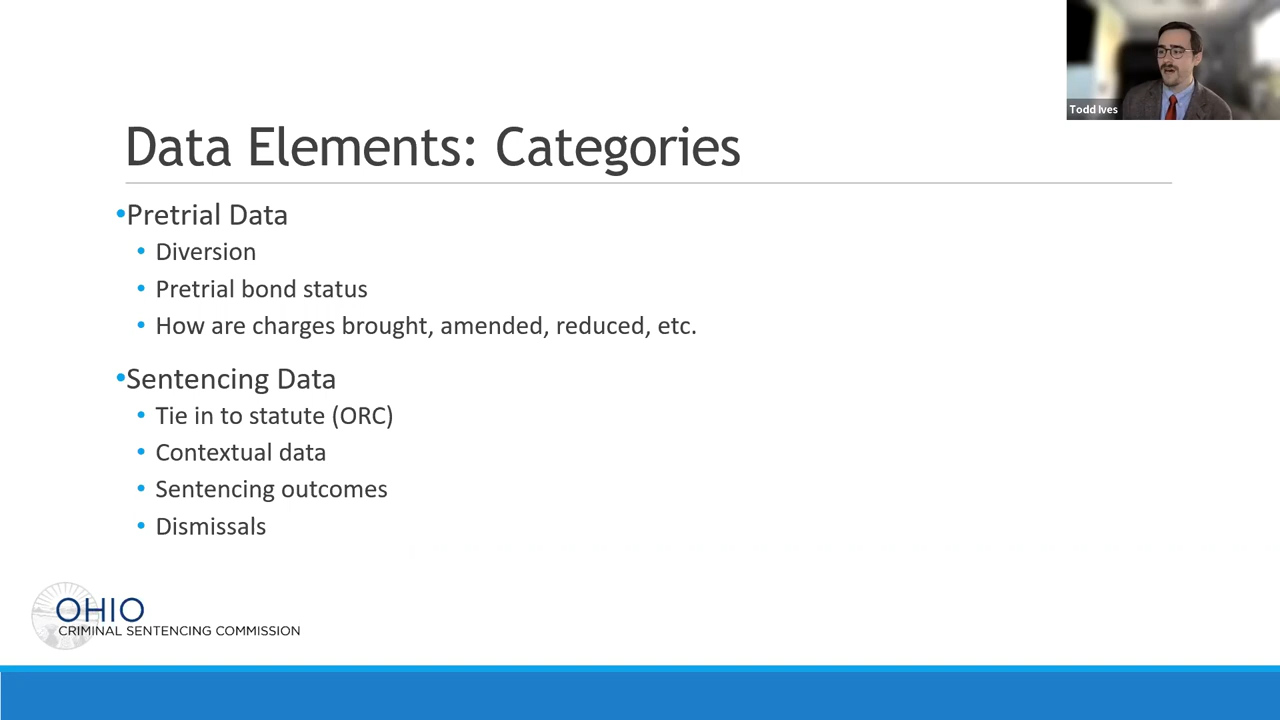 Todd Ives
Data Elements: Categories
•Pretrial Data
• Diversion
• Pretrial bond status
• How are charges brought, amended, reduced, etc.
•Sentencing Data
• Tie in to statute (ORC)
• Contextual data
• Sentencing outcomes
• Dismissals
OHIO
CRIMINAL SENTENCING COMMISSION